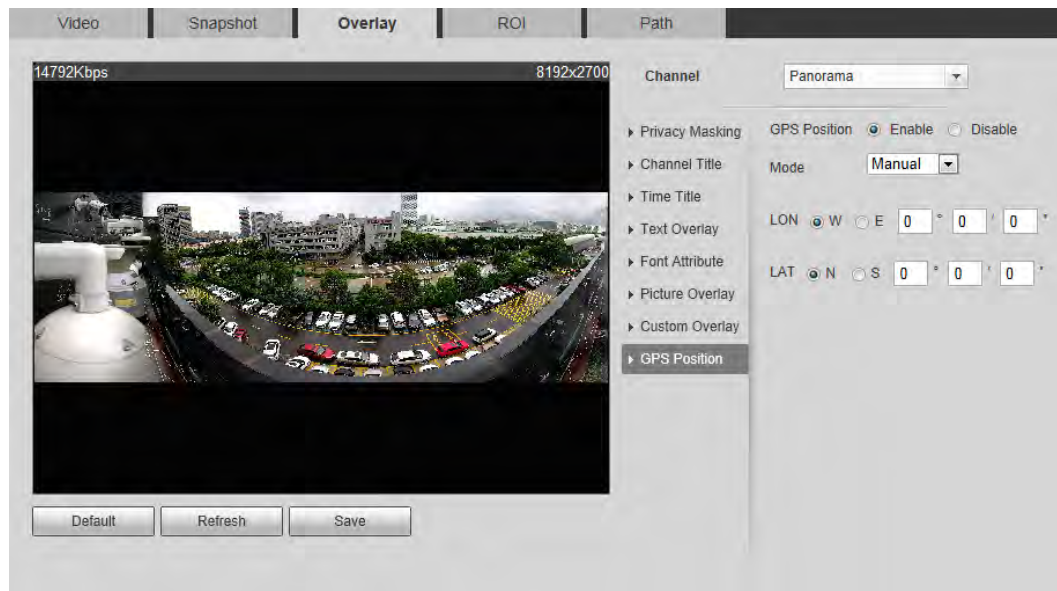 Video Snapshot Overlay ROI Path
14792Kbps 8192x2700
Channel Panorama
Privacy Masking
Channel Title
Time Title
Text Overlay
Font Attribute
Picture Overlay
Custom Overlay
GPS Position
GPS Position Enable Disable
Mode Manual
LON W E 0 ° 0 ' 0 "
LAT N S 0 ° 0 ' 0 "
Default Refresh Save